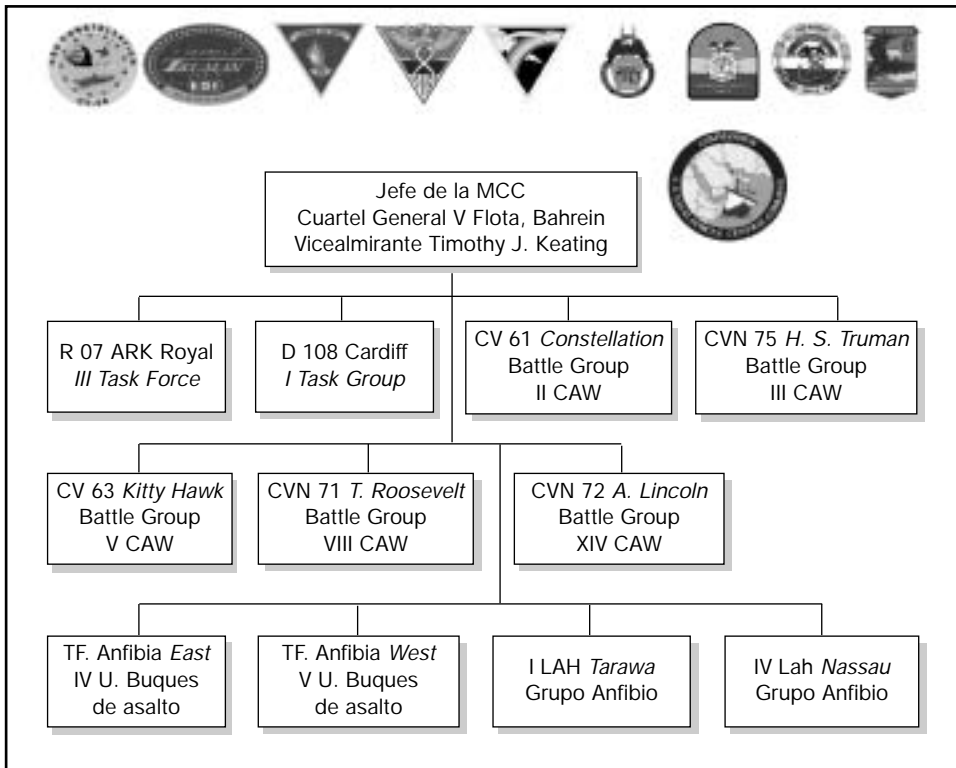 Jefe de la MCC
Cuartel General V Flota, Bahrein
Vicealmirante Timothy J. Keating
R 07 ARK Royal
III Task Force
D 108 Cardiff
I Task Group
CV 61 Constellation
Battle Group
II CAW
CVN 75 H. S. Truman
Battle Group
III CAW
CV 63 Kitty Hawk
Battle Group
V CAW
CVN 71 T. Roosevelt
Battle Group
VIII CAW
CVN 72 A. Lincoln
Battle Group
XIV CAW
TF. Anfibia East
IV U. Buques
de asalto
TF. Anfibia West
V U. Buques
de asalto
I LAH Tarawa
Grupo Anfibio
IV Lah Nassau
Grupo Anfibio